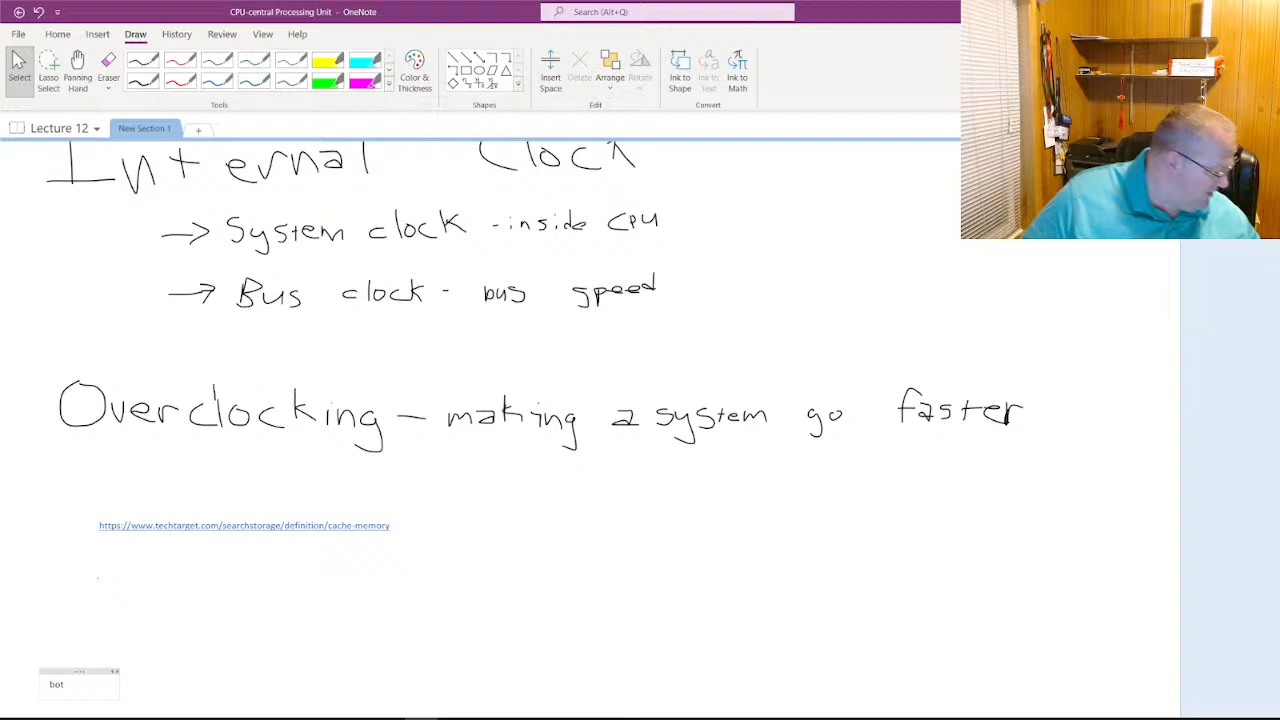 CPU-central Processing Unit - OneNote
Search (Alt+Q)
File Home Insert Draw History Review
Select
Lasso Select
Panning Hand
Eraser
Thickness
Shapes
Insert Space
Delete
Arrange
Rotate
Ink to Shape
Ink to Text
Ink to Math
Tools
Shapes
Edit
Convert
Lecture 12
New Section 1
+
Internal Clock
→ System clock - inside cpu
→ Bus clock - bus speed
Overclocking - making a system go faster
https://www.techtarget.com/searchstorage/definition/cache-memory
bot